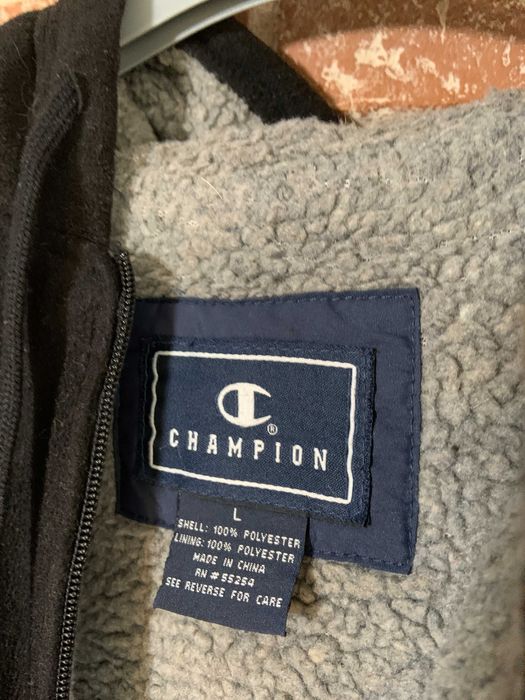 ®
CHAMPION
L
SHELL: 100% POLYESTER
LINING: 100% POLYESTER
MADE IN CHINA
RN #55254
SEE REVERSE FOR CARE